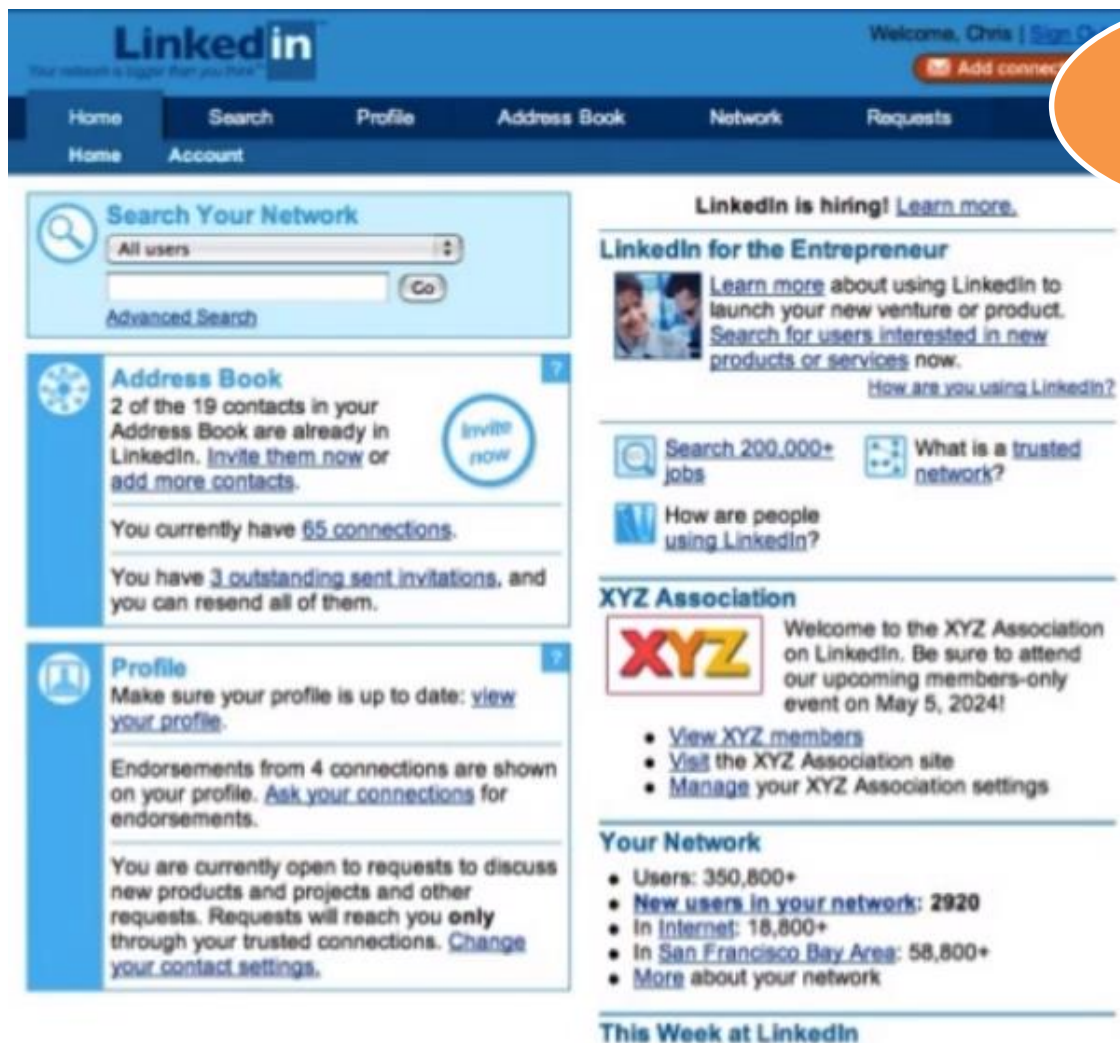 Linkedin
Your network is bigger than you think
Welcome, Chris | Sign
Add
Home Search Profile Address Book Network Requests
Home Account
Search Your Network
All users
Go
Advanced Search
Address Book
?
2 of the 19 contacts in your
Address Book are already in
LinkedIn. Invite them now or
add more contacts.
Invite
now
You currently have 65 connections.
You have 3 outstanding sent invitations, and
you can resend all of them.
Profile
?
Make sure your profile is up to date: view
your profile.
Endorsements from 4 connections are shown
on your profile. Ask your connections for
endorsements.
You are currently open to requests to discuss
new products and projects and other
requests. Requests will reach you only
through your trusted connections. Change
your contact settings.
LinkedIn is hiring! Learn more.
LinkedIn for the Entrepreneur
Learn more about using LinkedIn to
launch your new venture or product.
Search for users interested in new
products or services now.
How are you using LinkedIn?
Search 200,000+
jobs
What is a trusted
network?
How are people
using LinkedIn?
XYZ Association
XYZ
Welcome to the XYZ Association
on LinkedIn. Be sure to attend
our upcoming members-only
event on May 5, 2024!
• View XYZ members
• Visit the XYZ Association site
• Manage your XYZ Association settings
Your Network
• Users: 350,800+
• New users in your network: 2920
• In Internet: 18,800+
• In San Francisco Bay Area: 58,800+
• More about your network
This Week at LinkedIn